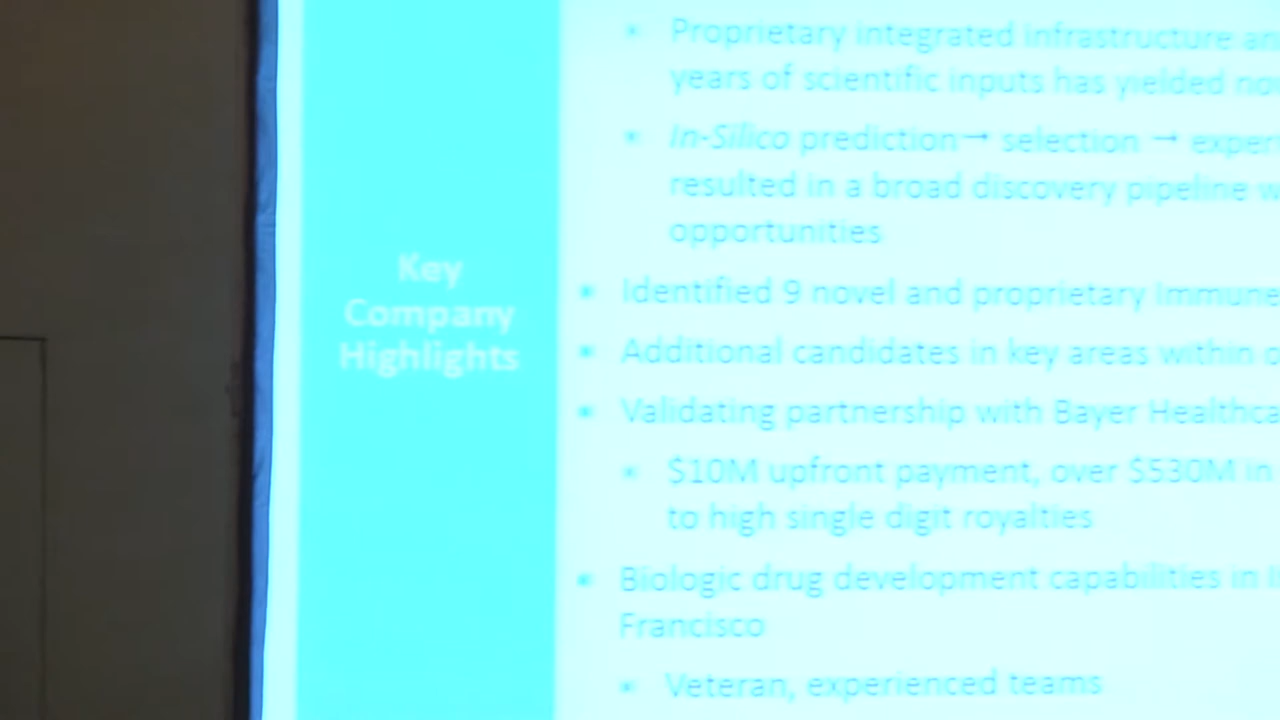 Key
Company
Highlights
Proprietary integrated infrastructure
years of scientific inputs has yielded
In-Silico prediction→ selection →
resulted in a broad discovery pipeline
opportunities
Identified 9 novel and proprietary Immune
Additional candidates in key areas within
Validating partnership with Bayer
$10M upfront payment, over $530M in
to high single digit royalties
Biologic drug development capabilities in
Francisco
Veteran, experienced teams